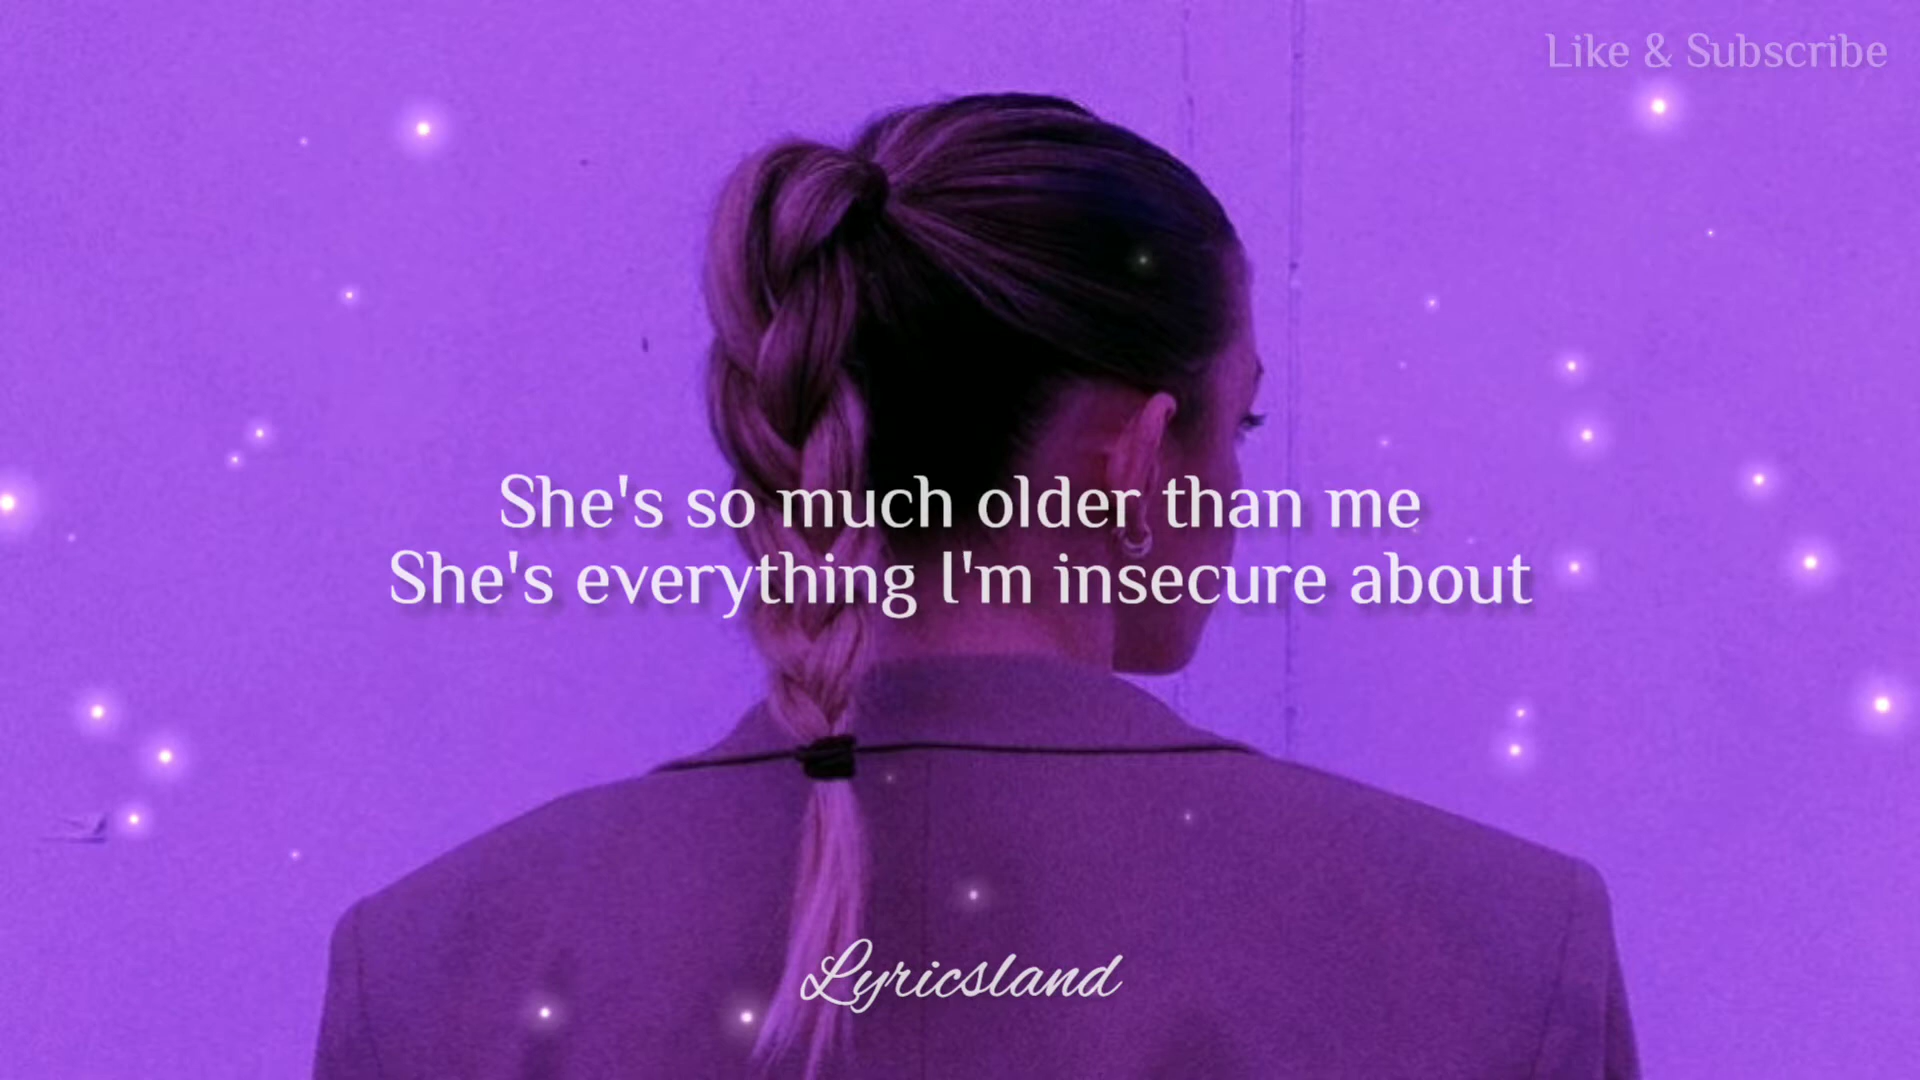 Like & Subscribe
She's so much older than me
She's everything I'm insecure about
Lyricsland